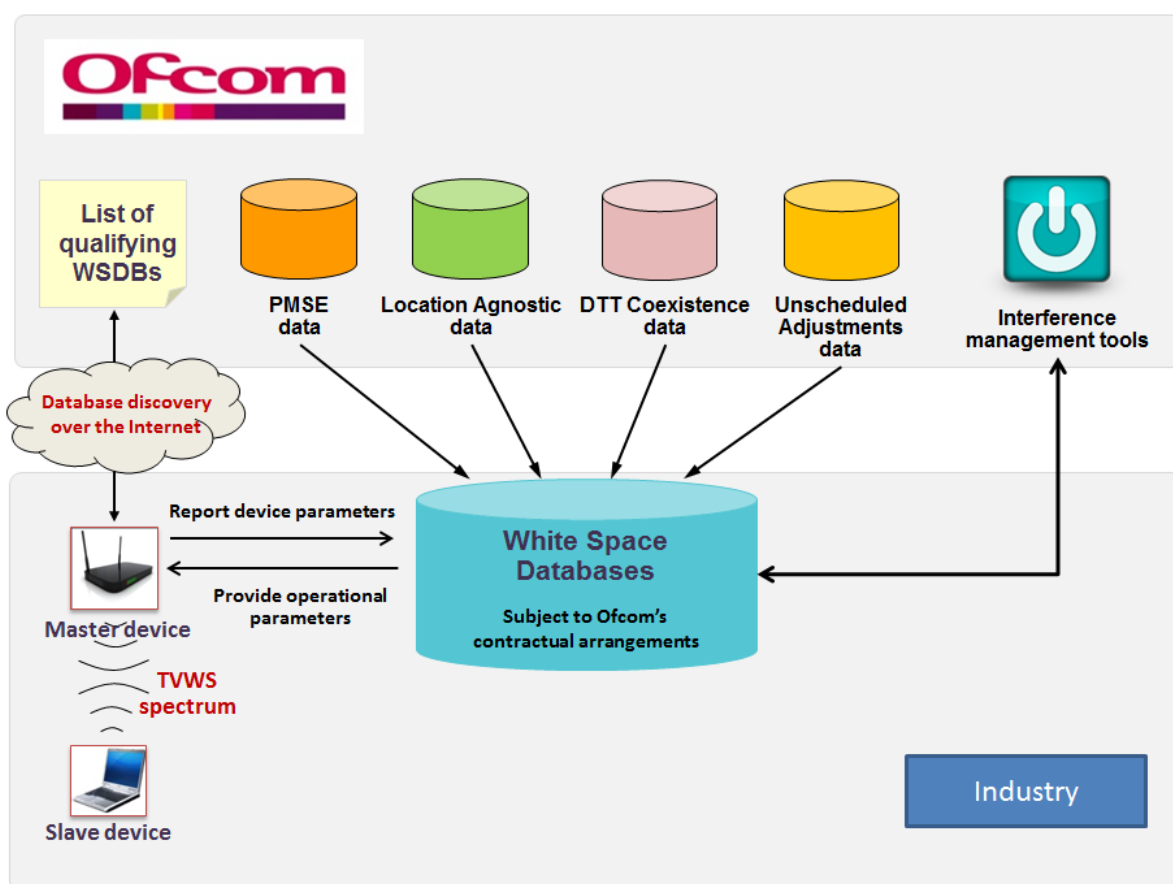 Ofcom
List of
qualifying
WSDBs
PMSE
data
Location Agnostic
data
DTT Coexistence
data
Unscheduled
Adjustments
data
Interference
management tools
Database discovery
over the Internet
Report device parameters
Provide operational
parameters
White Space
Databases
Subject to Ofcom's
contractual arrangements
Master device
TVWS
spectrum
Slave device
Industry